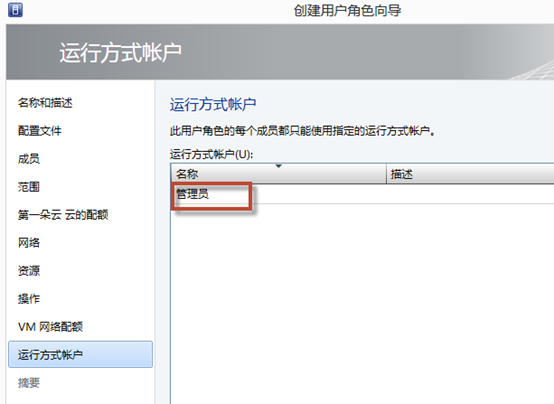 创建用户角色向导
运行方式帐户
名称和描述
配置文件
成员
范围
第一朵云 云的配额
网络
资源
操作
VM 网络配额
运行方式帐户
摘要
运行方式帐户
此用户角色的每个成员都只能使用指定的运行方式帐户。
运行方式帐户(U):
名称 描述
管理员